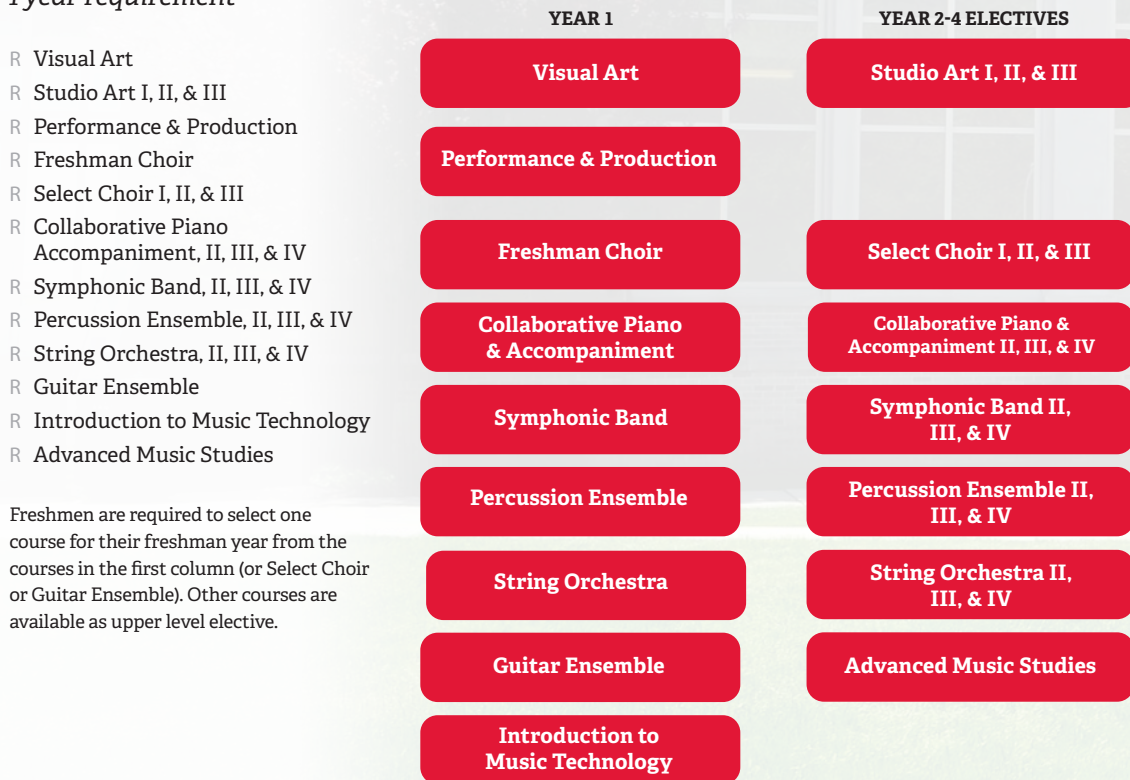 1 year requirement
R Visual Art
R Studio Art I, II, & III
R Performance & Production
R Freshman Choir
R Select Choir I, II, & III
R Collaborative Piano
Accompaniment, II, III, & IV
R Symphonic Band, II, III, & IV
R Percussion Ensemble, II, III, & IV
R String Orchestra, II, III, & IV
R Guitar Ensemble
R Introduction to Music Technology
R Advanced Music Studies
Freshmen are required to select one
course for their freshman year from the
courses in the first column (or Select Choir
or Guitar Ensemble). Other courses are
available as upper level elective.
YEAR 1
Visual Art
Performance & Production
Freshman Choir
Collaborative Piano
& Accompaniment
Symphonic Band
Percussion Ensemble
String Orchestra
Guitar Ensemble
Introduction to
Music Technology
YEAR 2-4 ELECTIVES
Studio Art I, II, & III
Select Choir I, II, & III
Collaborative Piano &
Accompaniment II, III, & IV
Symphonic Band II,
III, & IV
Percussion Ensemble II,
III, & IV
String Orchestra II,
III, & IV
Advanced Music Studies